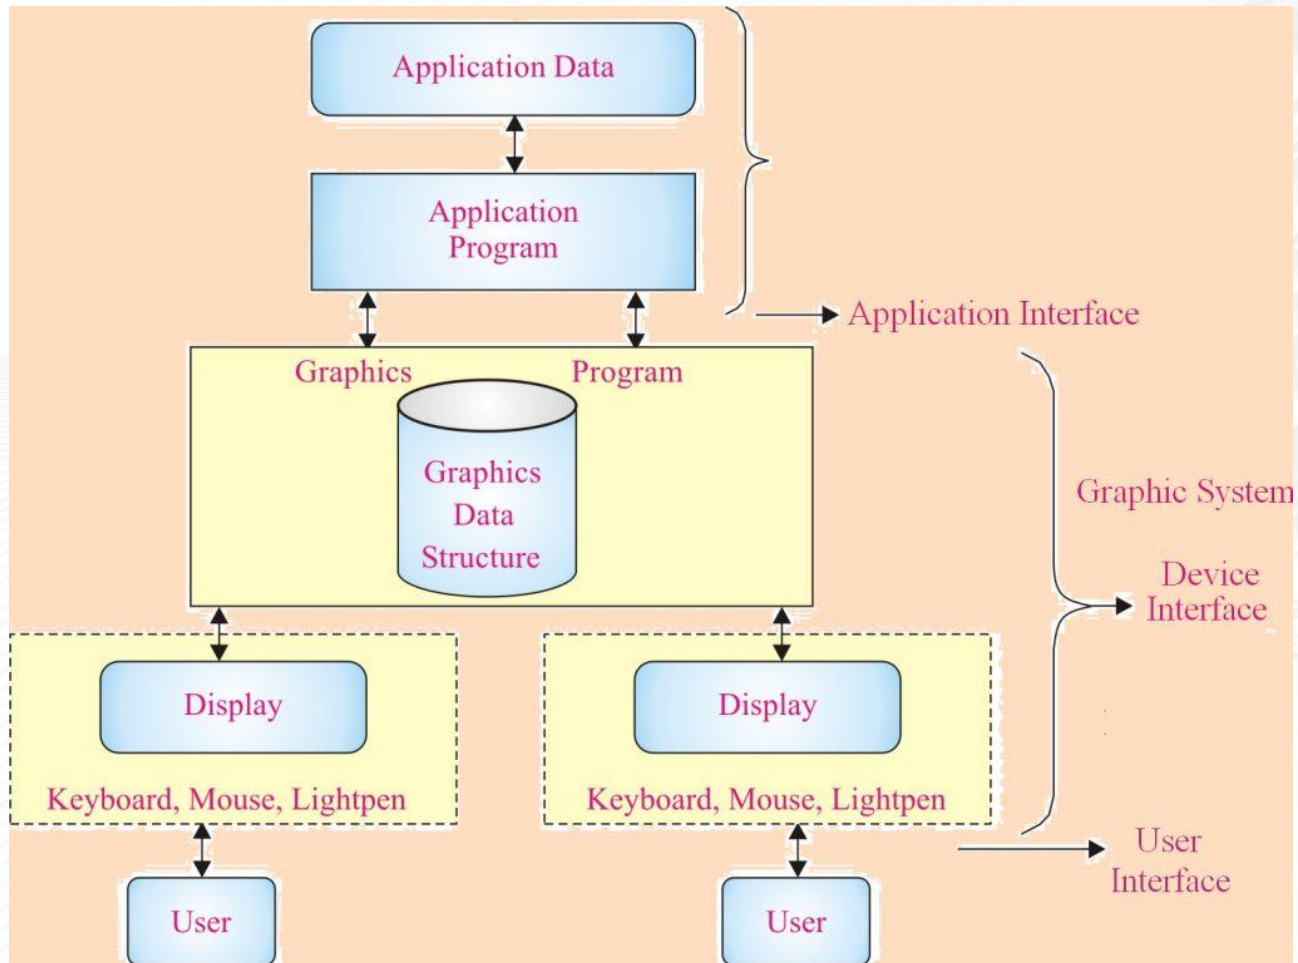 Application Data
Application
Program
Application Interface
Graphics Program
Graphics
Data
Structure
Graphic System
Device
Interface
Display
Display
Keyboard, Mouse, Lightpen
Keyboard, Mouse, Lightpen
User
Interface
User
User